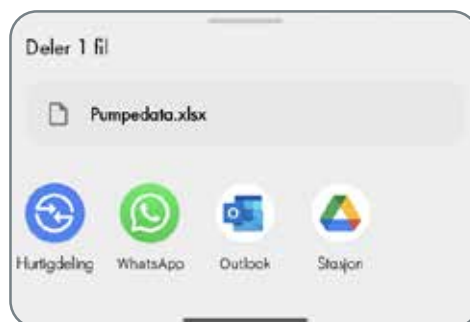 Deler 1 fil
Pumpedata.xlsx
Hurtigdeling WhatsApp Outlook Stasjon